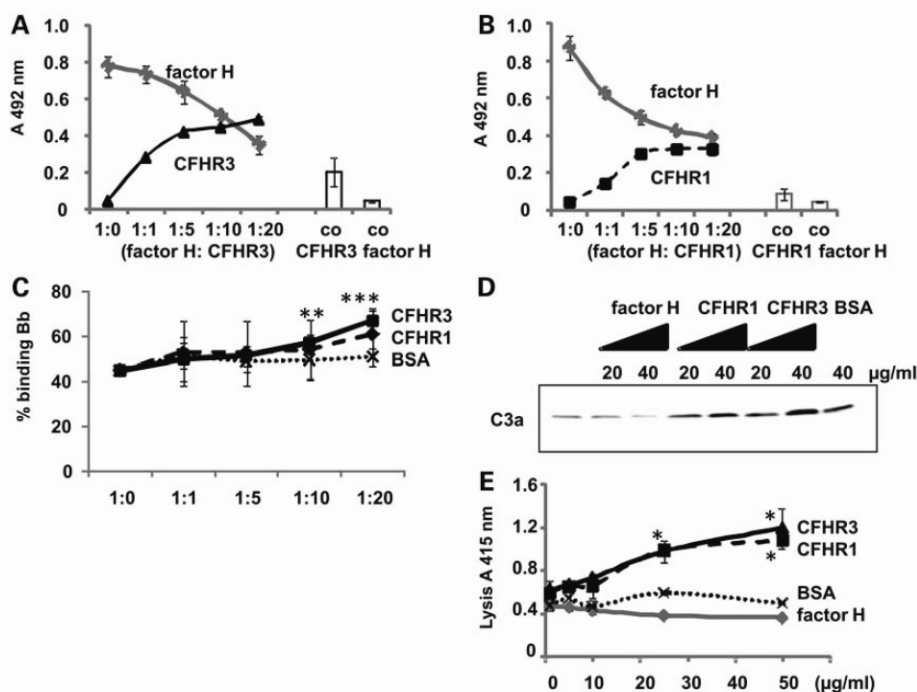 A
A 492 nm
1.0
0.8
0.6
0.4
0.2
0
factor H
CFHR3
1:0 1:1 1:5 1:10 1:20
(factor H: CFHR3)
co
CFHR3
co
factor H
B
A 492 nm
1.0
0.8
0.6
0.4
0.2
0
factor H
CFHR1
1:0 1:1 1:5 1:10 1:20
(factor H: CFHR1)
co
CFHR1
co
factor H
C
% binding Bb
80
60
40
20
0
** ***
CFHR3
CFHR1
BSA
1:0 1:1 1:5 1:10 1:20
D
factor H CFHR1 CFHR3 BSA
20 40 20 40 20 40 40 µg/ml
C3a
E
Lysis A 415 nm
1.6
1.2
0.8
0.4
0
* *
*
CFHR3
CFHR1
BSA
factor H
0 10 20 30 40 50 (µg/ml)